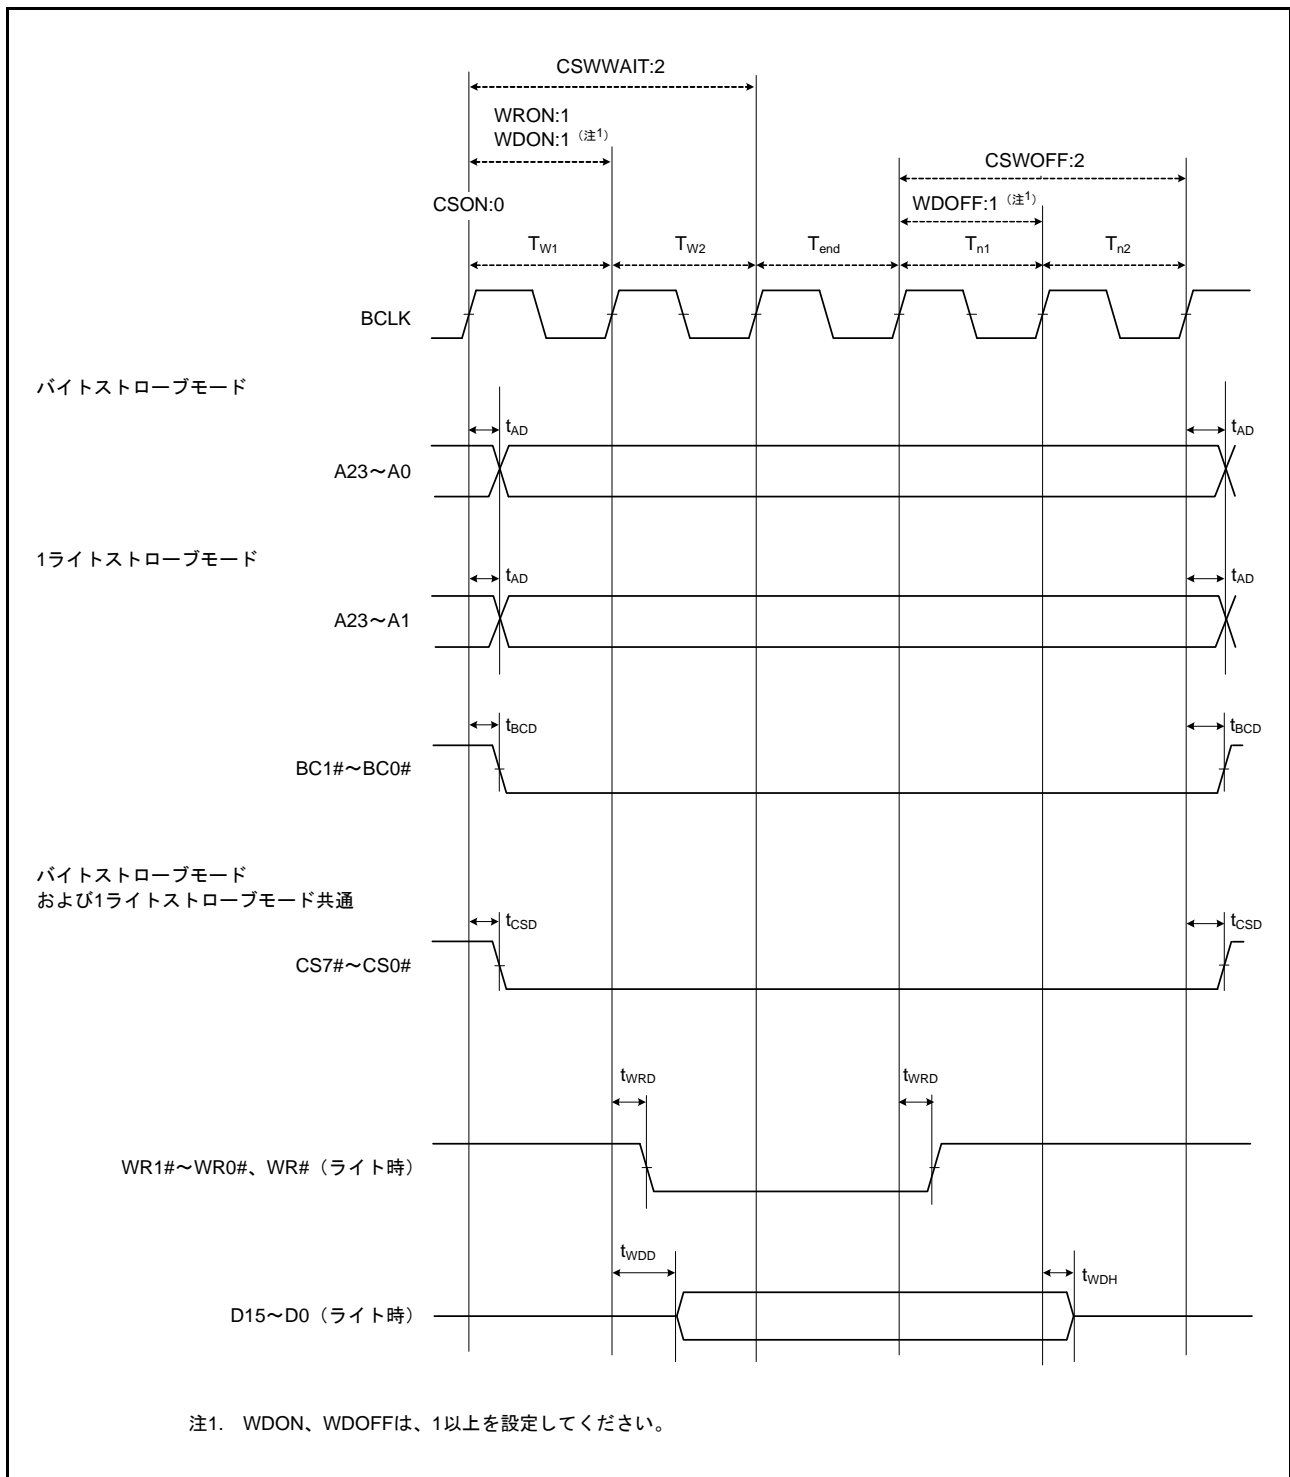 CSWWAIT:2
WRON:1
WDON:1（注1）
CSWOFF:2
CSON:0
WDOFF:1（注1）
TW1 TW2 Tend Tn1 Tn2
BCLK
バイトストローブモード
tAD tAD
A23～A0
1ライトストローブモード
tAD tAD
A23～A1
tBCD tBCD
BC1#～BC0#
バイトストローブモード
および1ライトストローブモード共通
tCSD tCSD
CS7#～CS0#
tWRD tWRD
WR1#～WR0#、WR#（ライト時）
tWDD
tWDH
D15～D0（ライト時）
注1. WDON、WDOFFは、1以上を設定してください。